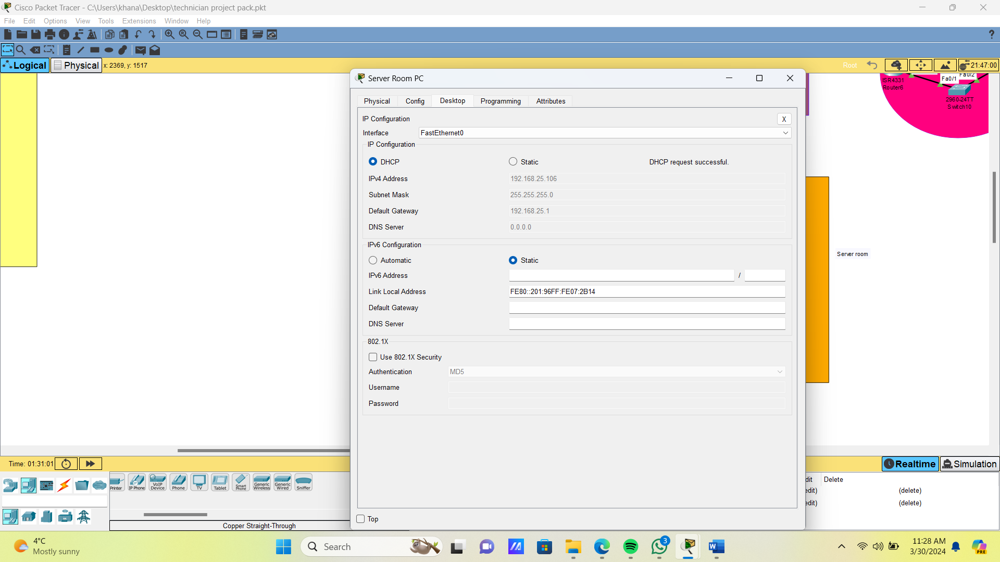 Cisco Packet Tracer - C:\Users\khana\Desktop\technician project pack.pkt
File Edit Options View Tools Extensions Window Help
?
Logical Physical x: 2369, y: 1517 Root 21:47:00
Server Room PC
ISR4331
Router6
Fa0/1
Fa0/2
2960-24TT
Switch10
Physical Config Desktop Programming Attributes
IP Configuration X
Interface FastEthernet0
IP Configuration
DHCP Static DHCP request successful.
IPv4 Address 192.168.25.106
Subnet Mask 255.255.255.0
Default Gateway 192.168.25.1
DNS Server 0.0.0.0
IPv6 Configuration
Automatic Static
IPv6 Address /
Link Local Address FE80::201:96FF:FE07:2B14
Default Gateway
DNS Server
Server room
802.1X
Use 802.1X Security
Authentication MD5
Username
Password
Time: 01:31:01 Realtime Simulation
Printer IP Phone VoIP Device Phone TV Tablet Smart Phone Generic Wireless Generic Wired Sniffer
dit Delete
edit) (delete)
edit) (delete)
Top
Copper Straight-Through
4°C
Mostly sunny
Search
3
11:28 AM
3/30/2024
PRE